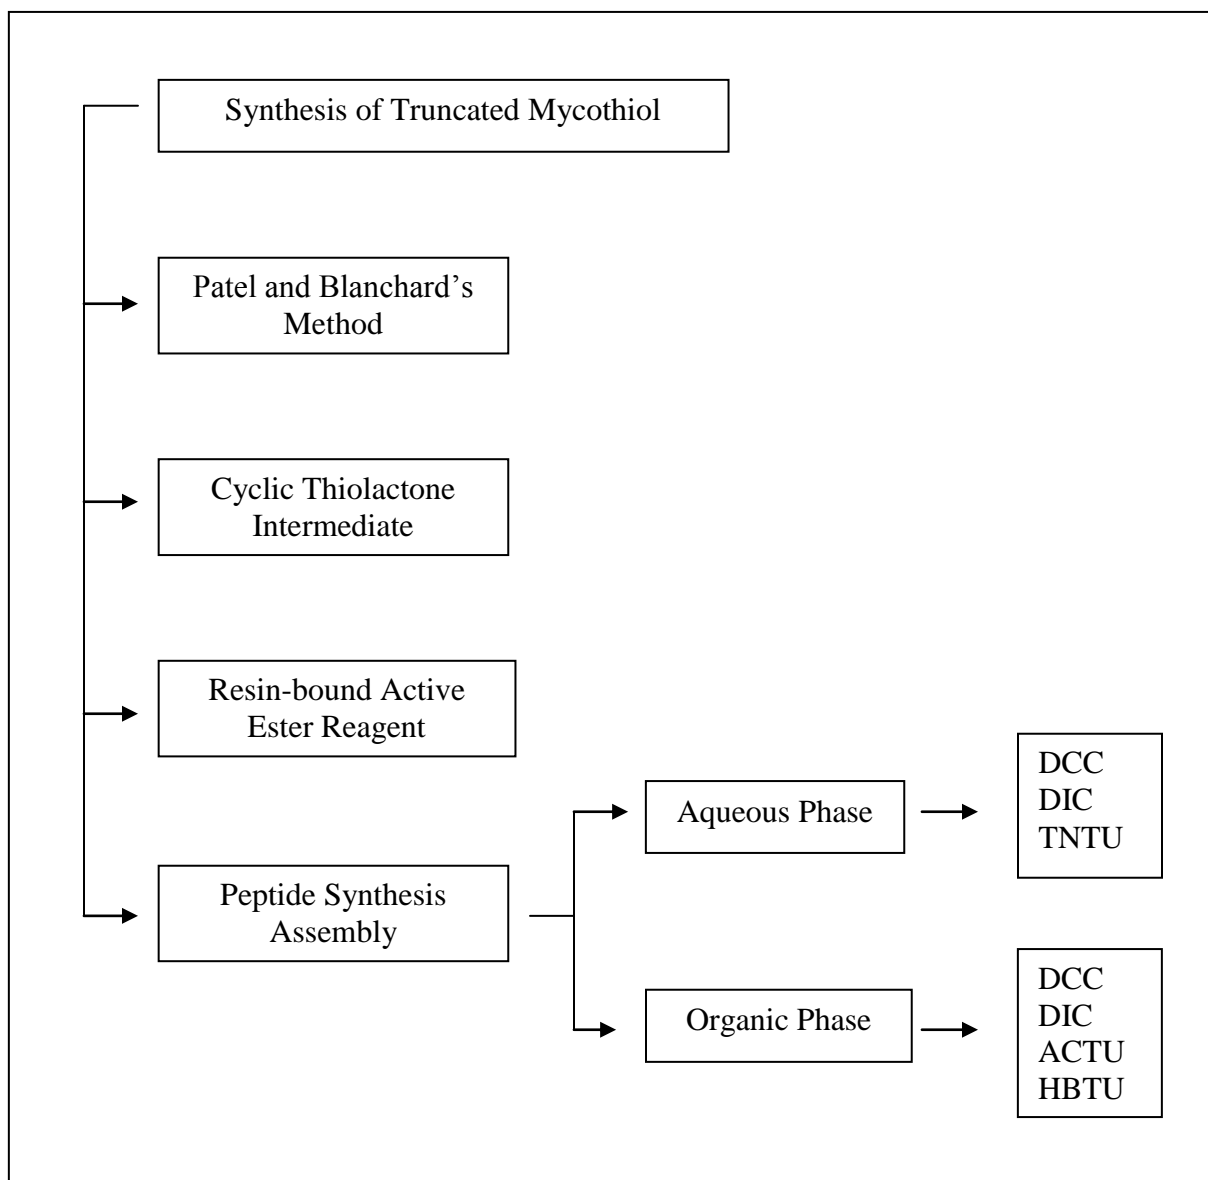 Synthesis of Truncated Mycothiol
Patel and Blanchard’s
Method
Cyclic Thiolactone
Intermediate
Resin-bound Active
Ester Reagent
Peptide Synthesis
Assembly
Aqueous Phase
DCC
DIC
TNTU
Organic Phase
DCC
DIC
ACTU
HBTU